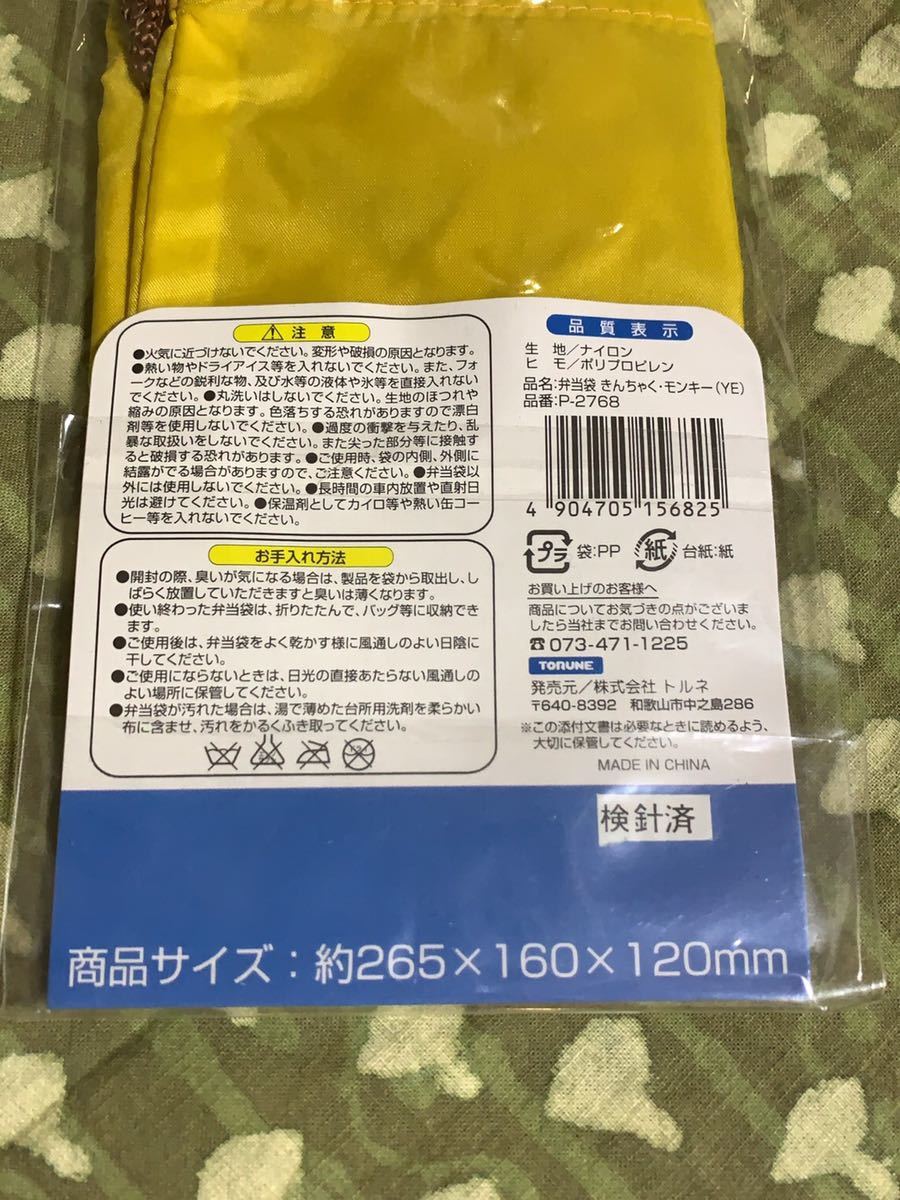 ⚠ 注意
●火気に近づけないでください。変形や破損の原因となります。
●熱い物やドライアイス等を入れないでください。また、フォ
ークなどの鋭利な物、及び水等の液体や氷等を直接入れない
でください。●丸洗いはしないでください。生地のほつれや
縮みの原因となります。色落ちする恐れがありますので漂白
剤等を使用しないでください。●過度の衝撃を与えたり、乱
暴な取扱いをしないでください。また尖った部分等に接触す
ると破損する恐れがあります。●ご使用時、袋の内側、外側に
結露がでる場合がありますので、ご注意ください。●弁当袋以
外には使用しないでください。●長時間の車内放置や直射日
光は避けてください。●保温剤としてカイロ等や熱い缶コー
ヒー等を入れないでください。
お手入れ方法
●開封の際、臭いが気になる場合は、製品を袋から取出し、し
ばらく放置していただきますと臭いは薄くなります。
●使い終わった弁当袋は、折りたたんで、バッグ等に収納でき
ます。
●ご使用後は、弁当袋をよく乾かす様に風通しのよい日陰に
干してください。
●ご使用にならないときは、日光の直接あたらない風通しの
よい場所に保管してください。
●弁当袋が汚れた場合は、湯で薄めた台所用洗剤を柔らかい
布に含ませ、汚れをかるくふき取ってください。
品質表示
生 地/ナイロン
ヒ モ/ポリプロピレン
品名:弁当袋 きんちゃく・モンキー(YE)
品番:P-2768
4 904705 156825
プラ 袋:PP 紙 台紙:紙
お買い上げのお客様へ
商品についてお気づきの点がございま
したら当社までお問い合わせください。
☎073-471-1225
TORUNE
発売元/株式会社 トルネ
〒640-8392 和歌山市中之島286
※この添付文書は必要なときに読めるよう、
大切に保管してください。
MADE IN CHINA
検針済
商品サイズ:約265×160×120mm